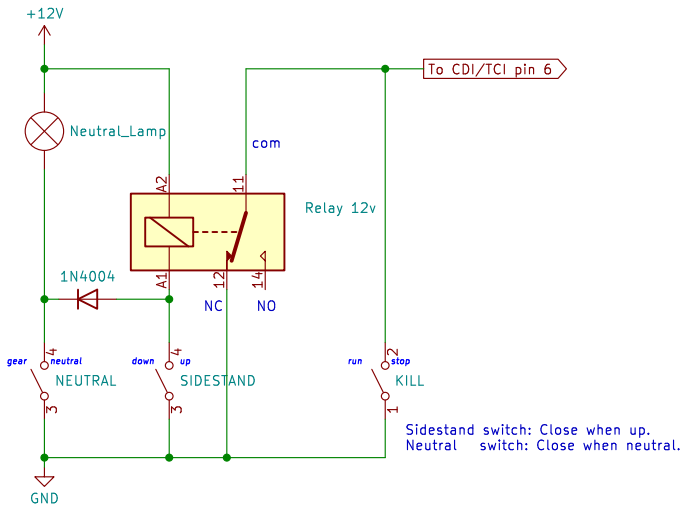 +12V
To CDI/TCI pin 6
Neutral_Lamp
com
A2
11
Relay 12v
A1
12
14
1N4004
NC
NO
4
4
2
gear
neutral
down
up
run
stop
NEUTRAL
SIDESTAND
KILL
3
3
1
Sidestand switch: Close when up.
Neutral switch: Close when neutral.
GND